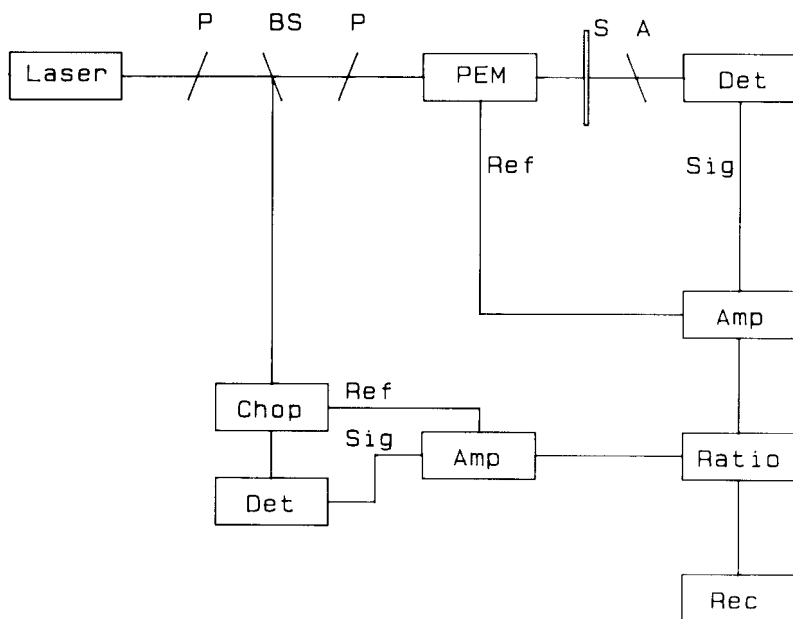 P BS P S A
Laser PEM Det
Ref Sig
Amp
Chop Ref
Sig Amp Ratio
Det
Rec